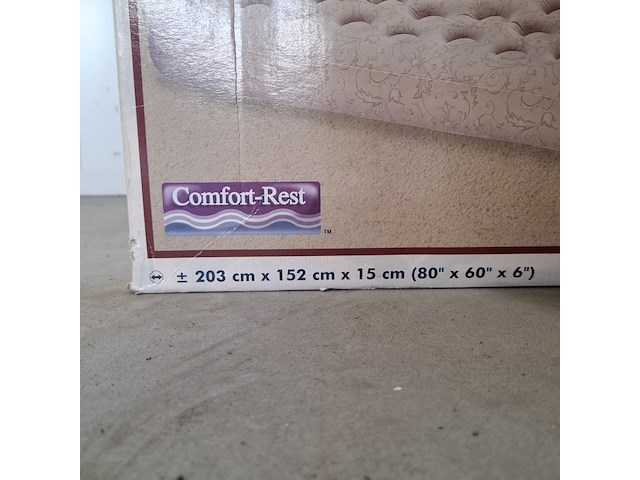 Comfort-Rest
TM
± 203 cm x 152 cm x 15 cm (80" x 60" x 6")